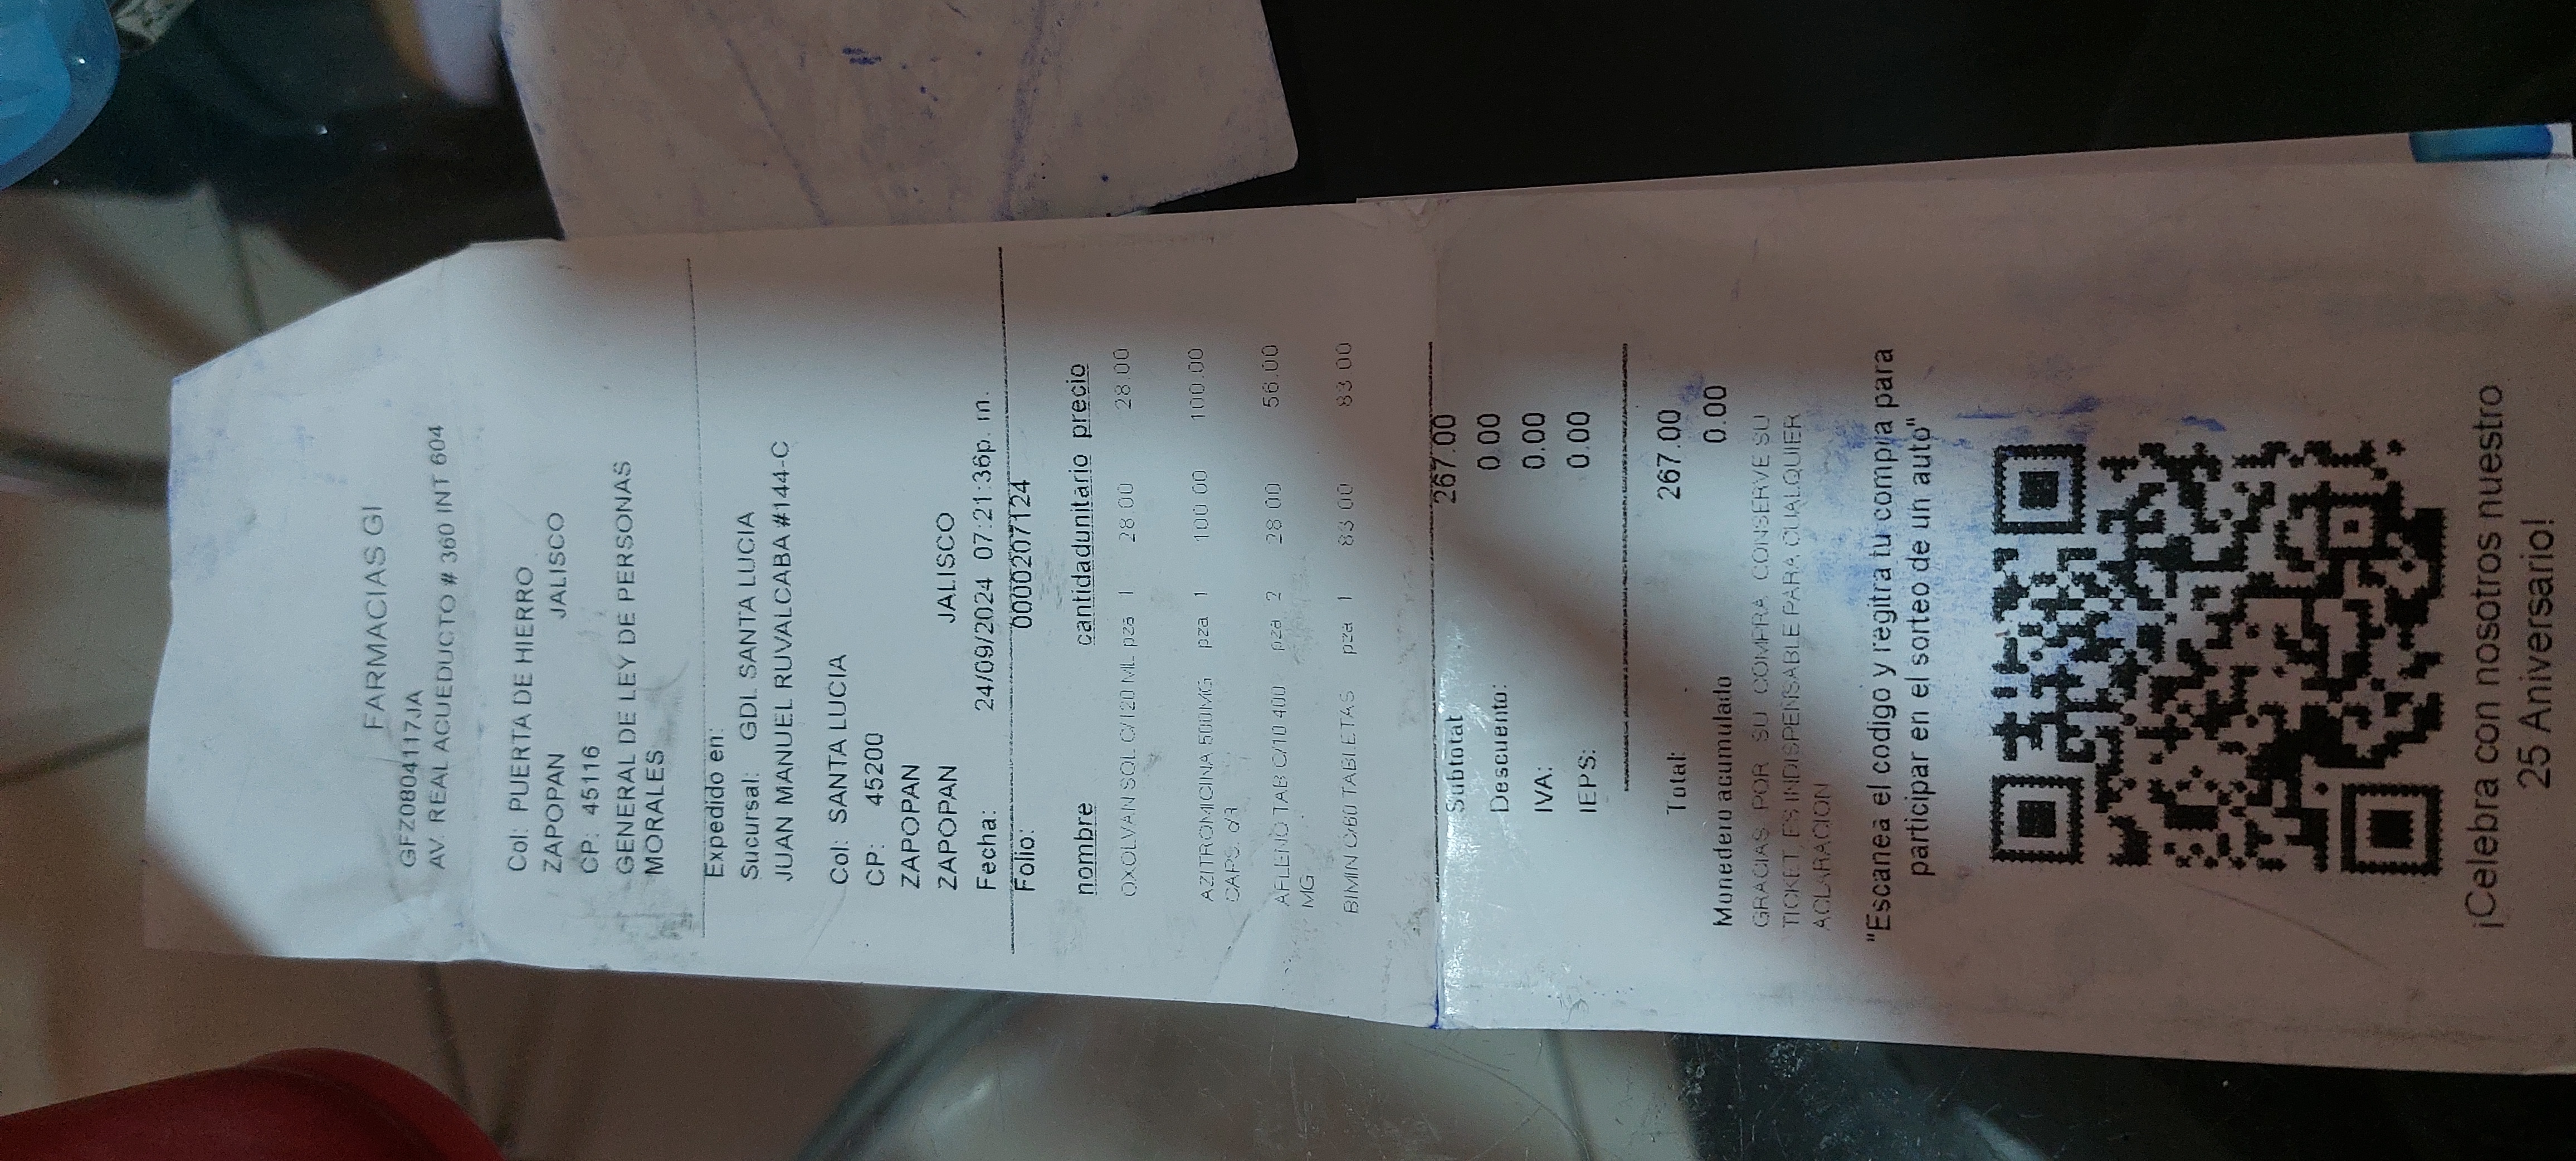 FARMACIAS GI
GFZ0804117JA
AV. REAL ACUEDUCTO # 360 INT 604
Col: PUERTA DE HIERRO
ZAPOPAN JALISCO
CP: 45116
GENERAL DE LEY DE PERSONAS
MORALES
Expedido en:
Sucursal: GDL SANTA LUCIA
JUAN MANUEL RUVALCABA #144-C
Col: SANTA LUCIA
CP: 45200
ZAPOPAN
ZAPOPAN JALISCO
Fecha: 24/09/2024 07:21:36p. m.
Folio: 0000207124
nombre cantidadunitario precio
OXOLVAN SOL C/120 ML pza 1 28.00 28.00
AZITROMICINA 500MG pza 1 100.00 100.00
CAPS. c/3
AFLENO TAB C/10 400 pza 2 28.00 56.00
MG
BIMIN C/60 TABLETAS pza 1 83.00 83.00
Subtotal 267.00
Descuento: 0.00
IVA: 0.00
IEPS: 0.00
Total: 267.00
Monedero acumulado 0.00
GRACIAS POR SU COMPRA, CONSERVE SU
TICKET, ES INDISPENSABLE PARA CUALQUIER
ACLARACION
"Escanea el codigo y regitra tu compra para
participar en el sorteo de un auto"
¡Celebra con nosotros nuestro
25 Aniversario!